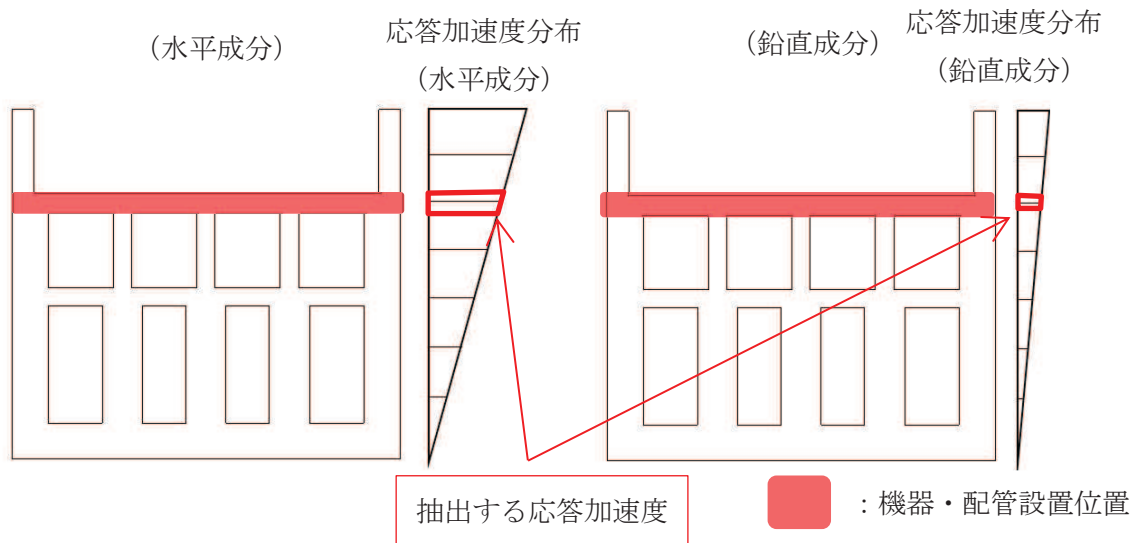 （水平成分）
応答加速度分布
（水平成分）
（鉛直成分）
応答加速度分布
（鉛直成分）
抽出する応答加速度
：機器・配管設置位置